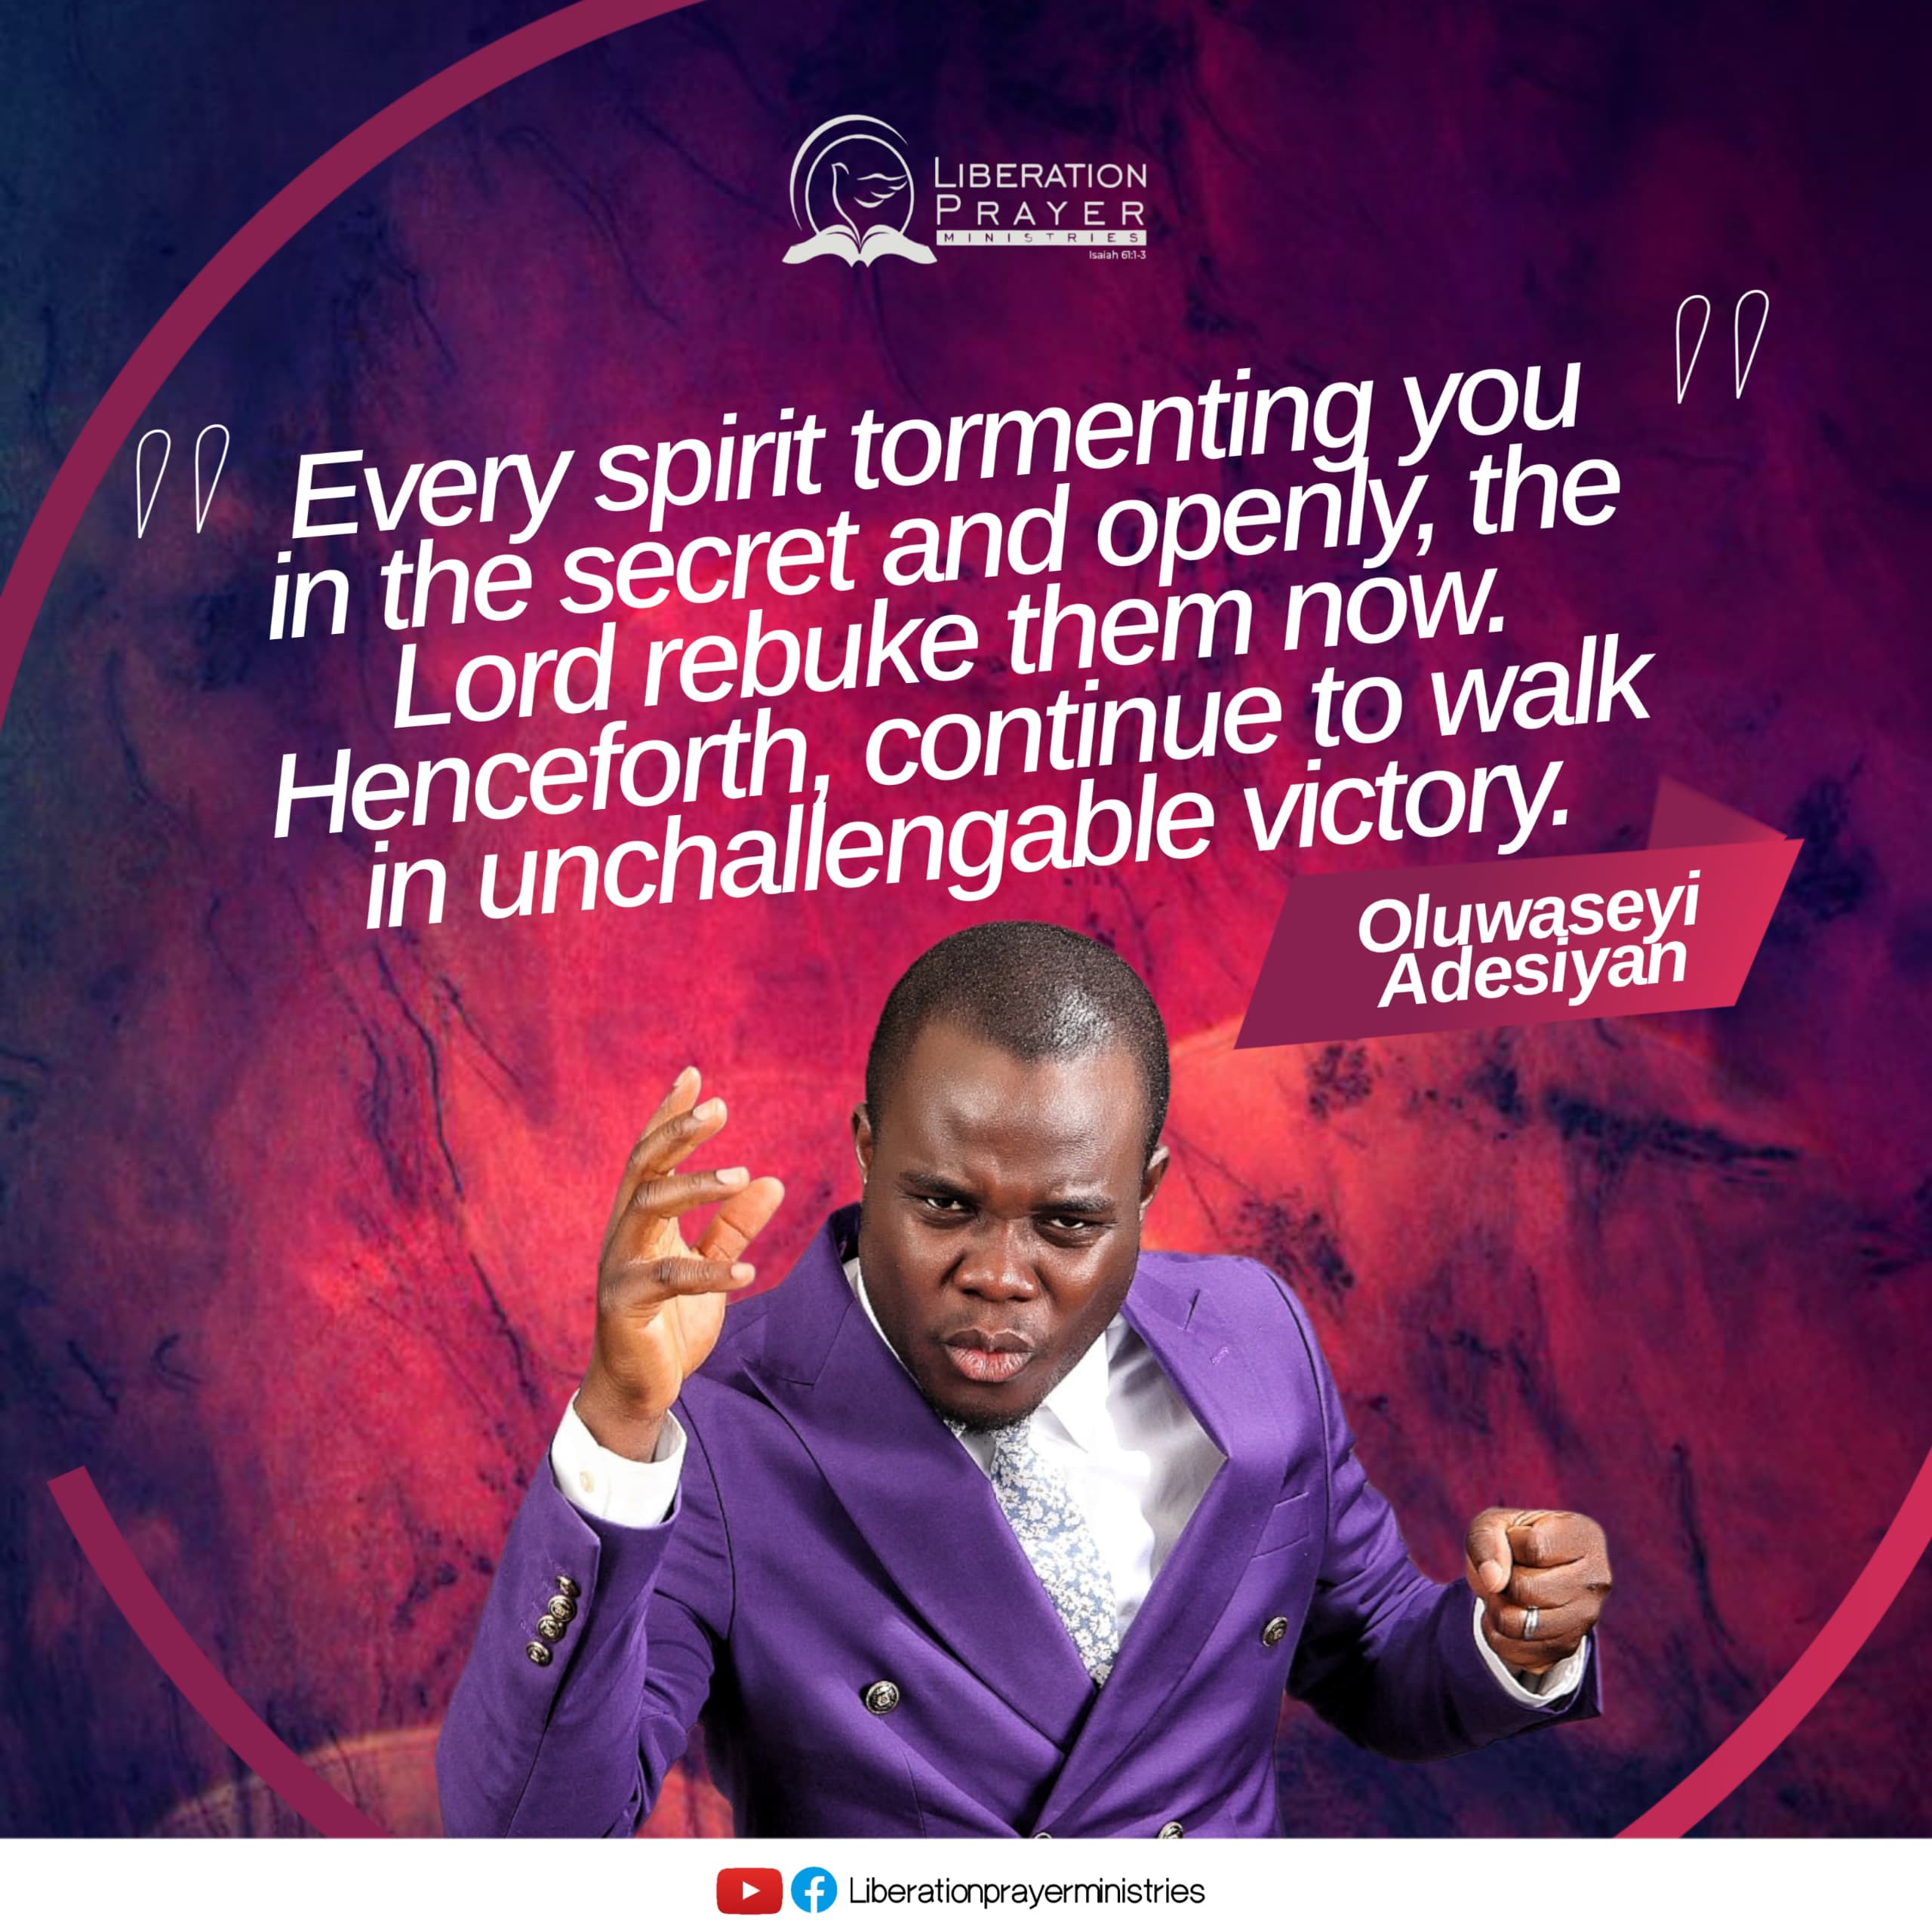 LIBERATION
PRAYER
MINISTRIES
Isaiah 61:1-3
" Every spirit tormenting you "
in the secret and openly, the
Lord rebuke them now.
Henceforth, continue to walk
in unchallengable victory.
Oluwaseyi
Adesiyan
Liberationprayerministries